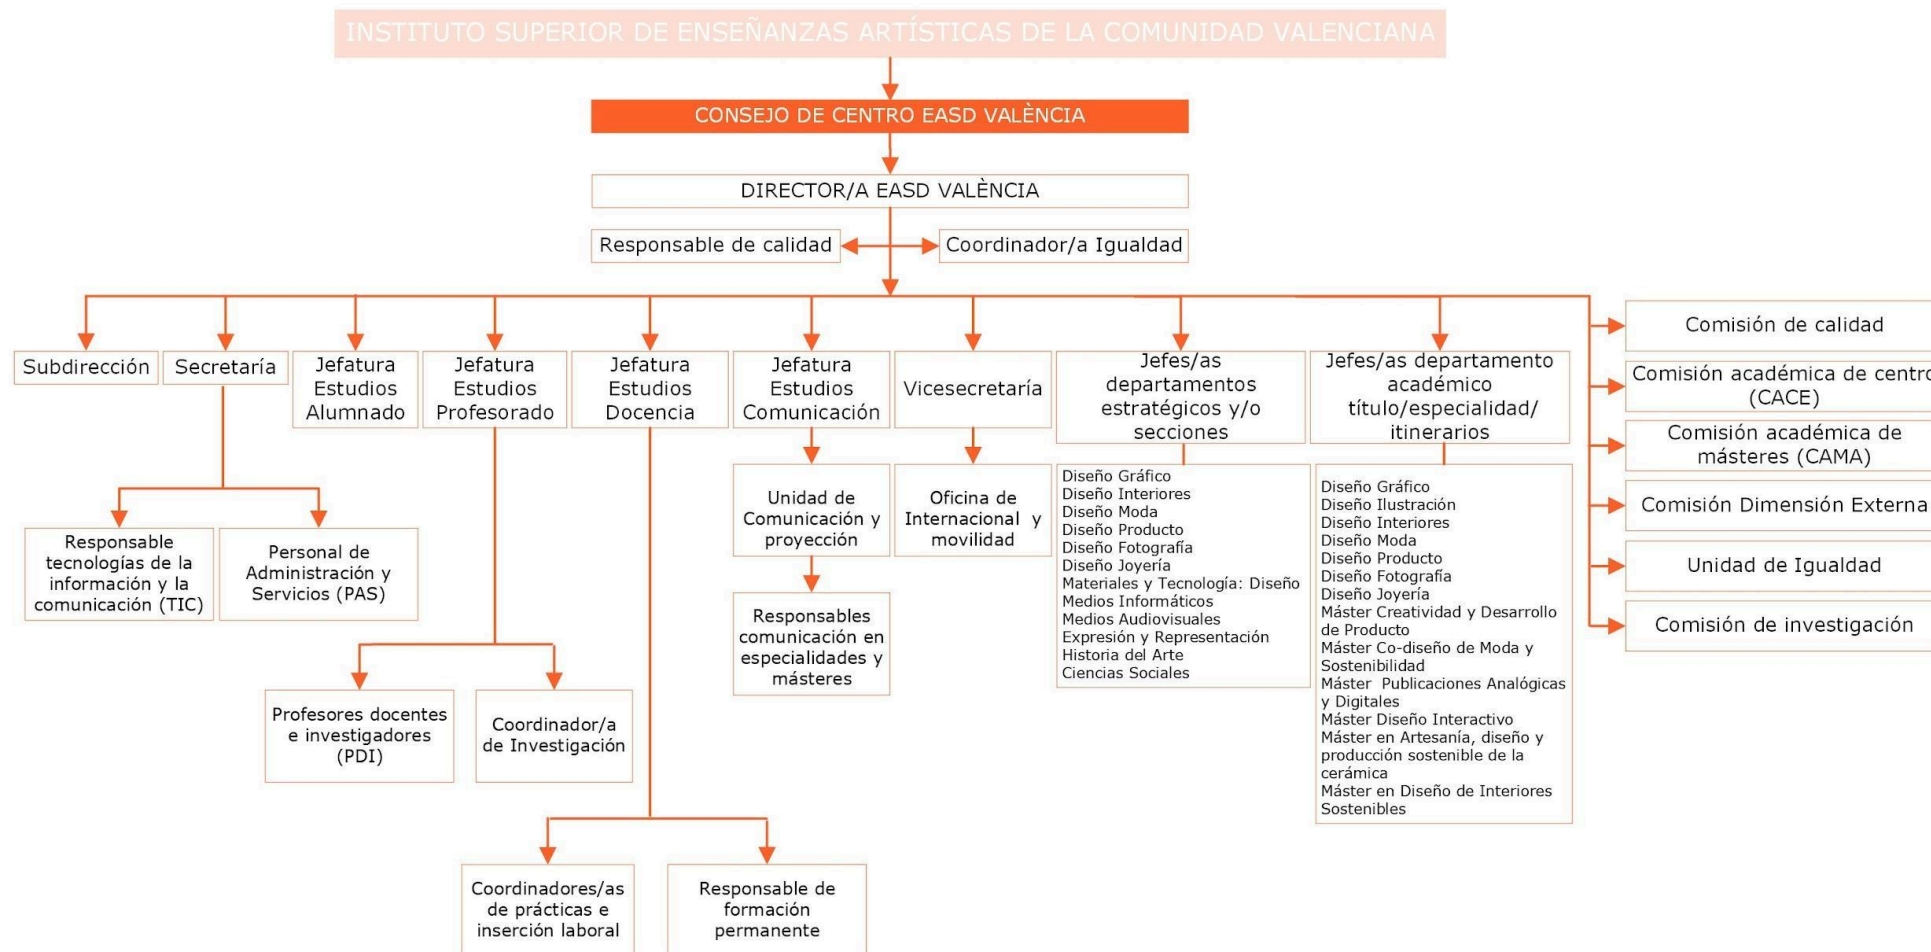 INSTITUTO SUPERIOR DE ENSEÑANZAS ARTÍSTICAS DE LA COMUNIDAD VALENCIANA
CONSEJO DE CENTRO EASD VALÈNCIA
DIRECTOR/A EASD VALÈNCIA
Responsable de calidad
Coordinador/a Igualdad
Subdirección
Secretaría
Jefatura
Estudios
Alumnado
Jefatura
Estudios
Profesorado
Jefatura
Estudios
Docencia
Jefatura
Estudios
Comunicación
Vicesecretaría
Jefes/as
departamentos
estratégicos y/o
secciones
Jefes/as departamento
académico
título/especialidad/
itinerarios
Comisión de calidad
Comisión académica de centro
(CACE)
Comisión académica de
másteres (CAMA)
Comisión Dimensión Externa
Unidad de Igualdad
Comisión de investigación
Responsable
tecnologías de la
información y la
comunicación (TIC)
Personal de
Administración y
Servicios (PAS)
Profesores docentes
e investigadores
(PDI)
Coordinador/a
de Investigación
Coordinadores/as
de prácticas e
inserción laboral
Responsable de
formación
permanente
Unidad de
Comunicación y
proyección
Responsables
comunicación en
especialidades y
másteres
Oficina de
Internacional y
movilidad
Diseño Gráfico
Diseño Interiores
Diseño Moda
Diseño Producto
Diseño Fotografía
Diseño Joyería
Materiales y Tecnología: Diseño
Medios Informáticos
Medios Audiovisuales
Expresión y Representación
Historia del Arte
Ciencias Sociales
Diseño Gráfico
Diseño Ilustración
Diseño Interiores
Diseño Moda
Diseño Producto
Diseño Fotografía
Diseño Joyería
Máster Creatividad y Desarrollo
de Producto
Máster Co-diseño de Moda y
Sostenibilidad
Máster Publicaciones Analógicas
y Digitales
Máster Diseño Interactivo
Máster en Artesanía, diseño y
producción sostenible de la
cerámica
Máster en Diseño de Interiores
Sostenibles